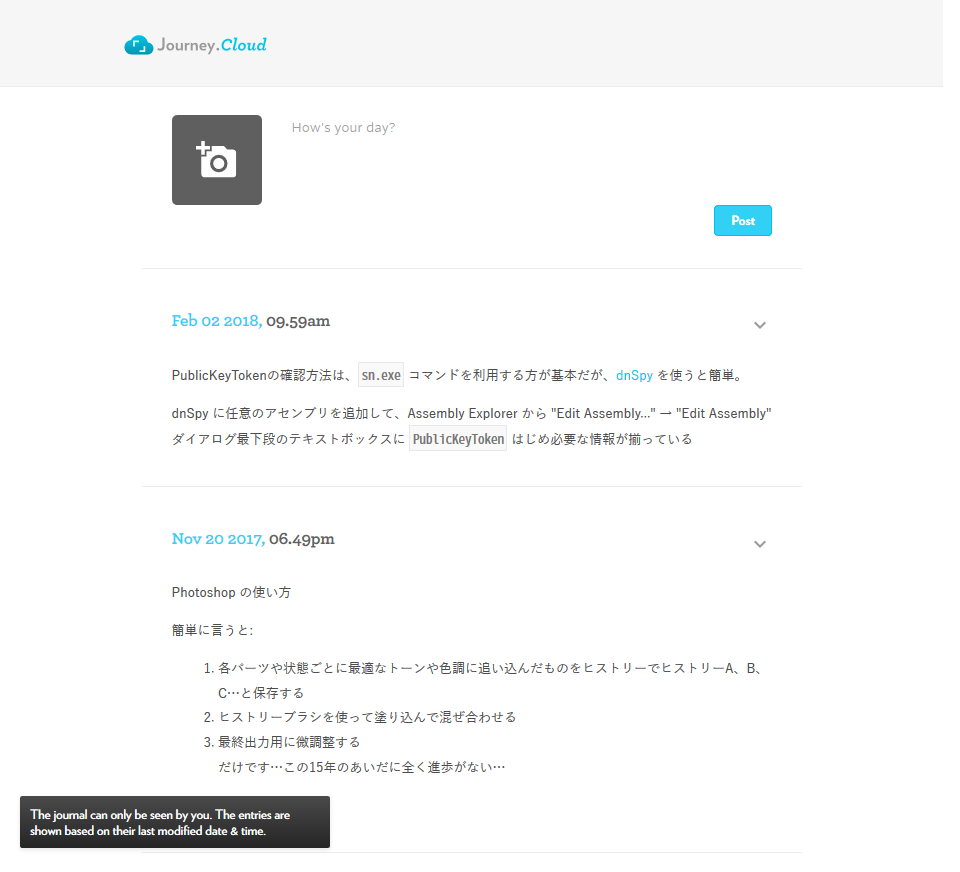 Journey.Cloud
How's your day?
Post
Feb 02 2018, 09.59am
PublicKeyTokenの確認方法は、 sn.exe コマンドを利用する方が基本だが、dnSpy を使うと簡単。
dnSpy に任意のアセンブリを追加して、Assembly Explorer から "Edit Assembly..." → "Edit Assembly"
ダイアログ最下段のテキストボックスに PublicKeyToken はじめ必要な情報が揃っている
Nov 20 2017, 06.49pm
Photoshop の使い方
簡単に言うと:
1. 各パーツや状態ごとに最適なトーンや色調に追い込んだものをヒストリーでヒストリーA、B、
C…と保存する
2. ヒストリーブラシを使って塗り込んで混ぜ合わせる
3. 最終出力用に微調整する
だけです…この15年のあいだに全く進歩がない…
The journal can only be seen by you. The entries are
shown based on their last modified date & time.